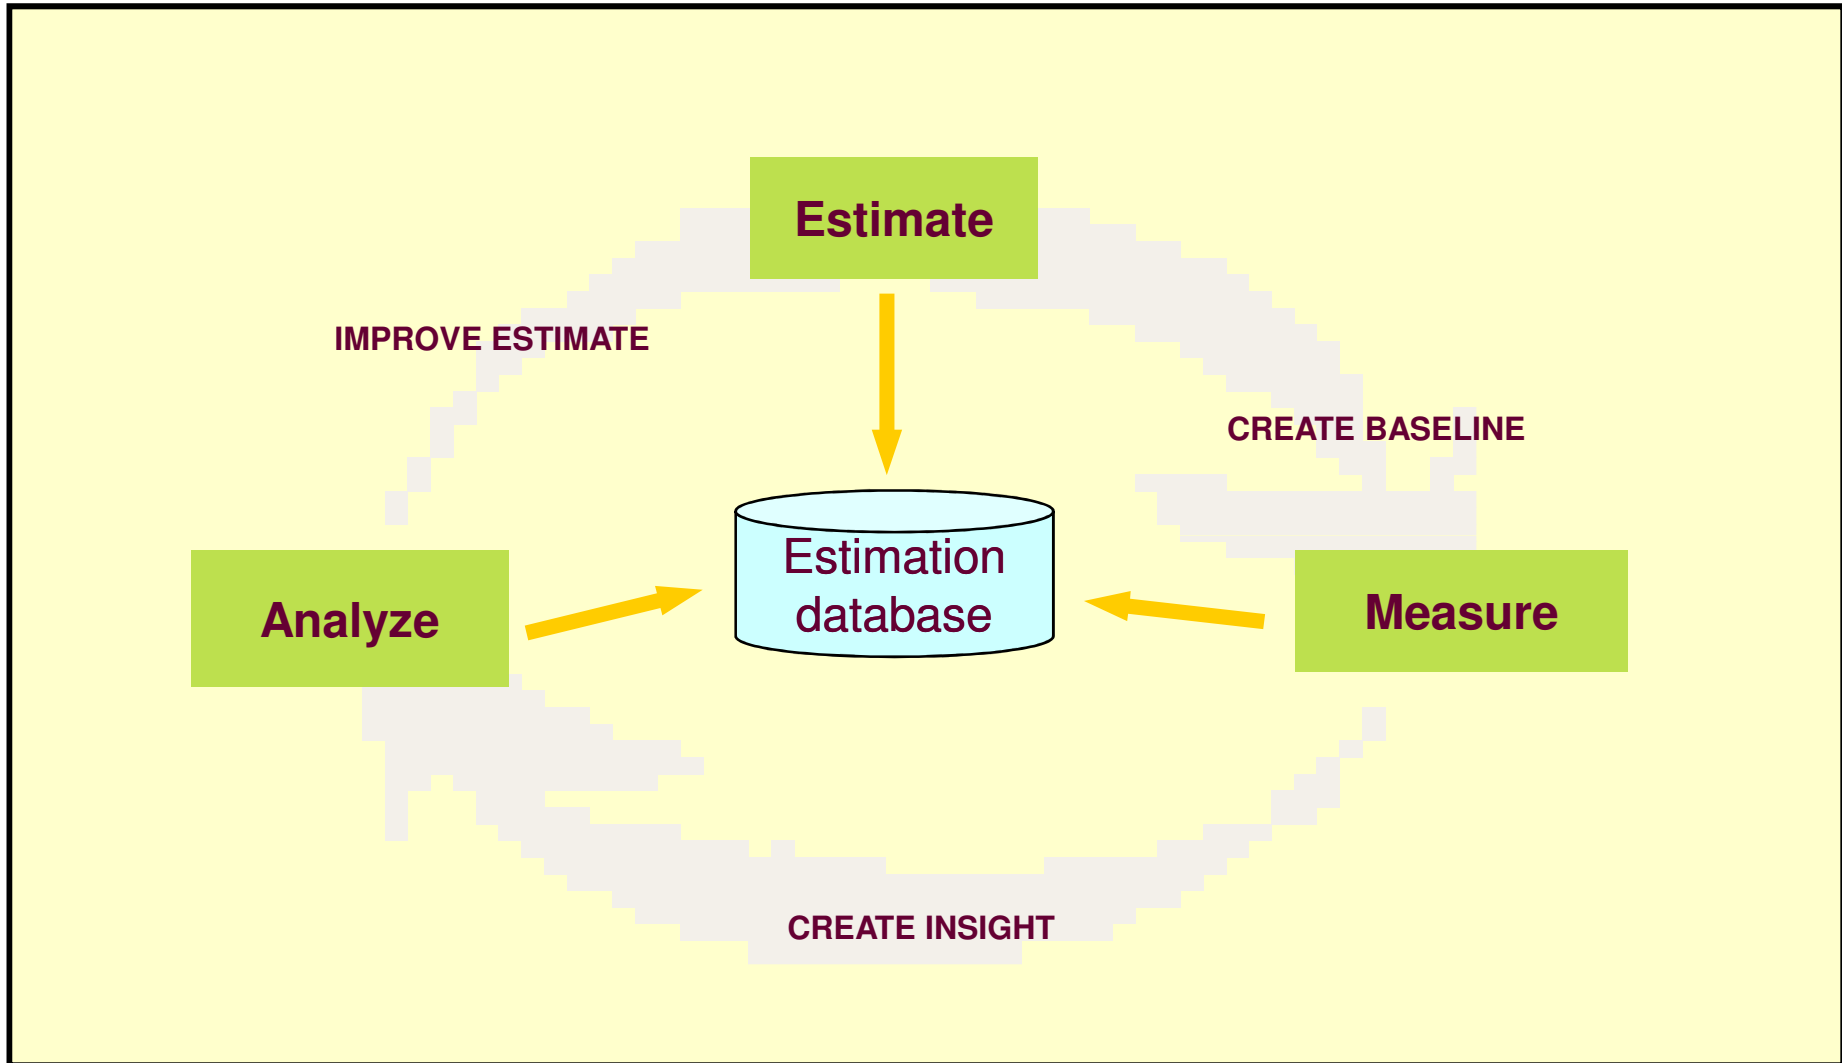 Estimate
IMPROVE ESTIMATE
CREATE BASELINE
Estimation
database
Analyze
Measure
CREATE INSIGHT